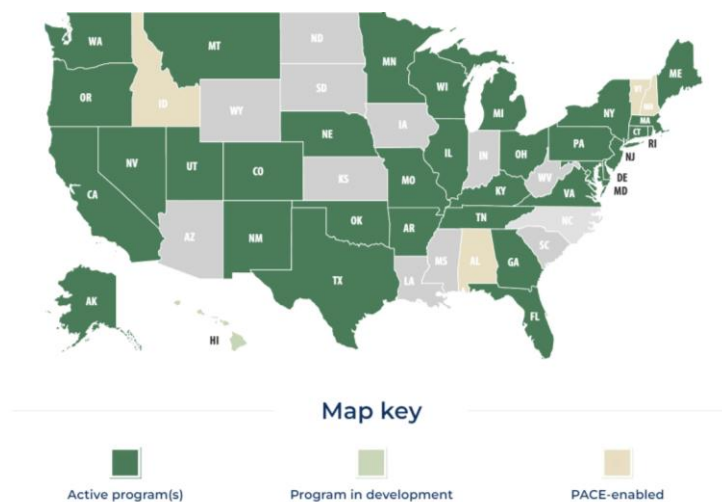 WA
MT
ND
MN
ME
OR
ID
SD
WI
VT
NH
WY
MI
NY
MA
IA
CT
RI
NE
PA
NJ
NV
UT
IL
IN
OH
DE
CO
WV
MD
CA
KS
MO
KY
VA
TN
NC
AZ
NM
OK
AR
SC
MS
AL
GA
TX
LA
AK
FL
HI
Map key
Active program(s)
Program in development
PACE-enabled